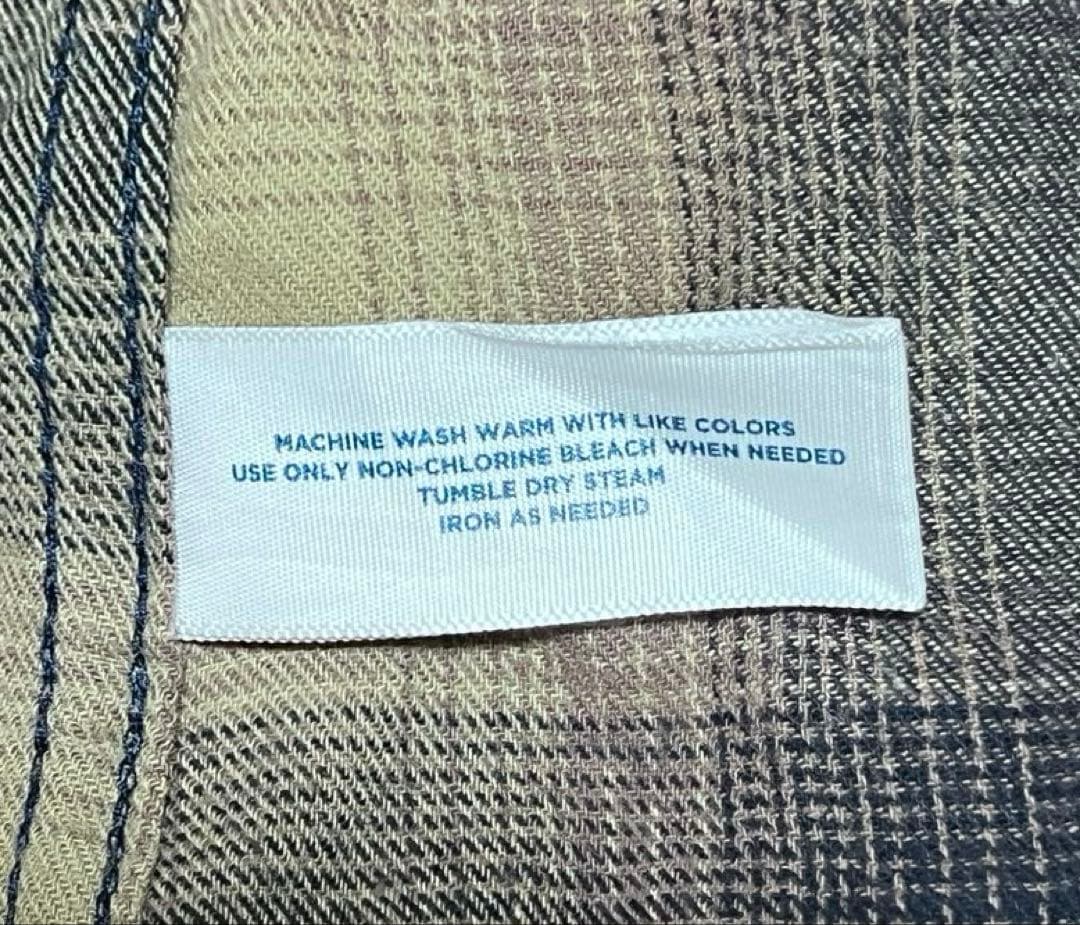 MACHINE WASH WARM WITH LIKE COLORS
USE ONLY NON-CHLORINE BLEACH WHEN NEEDED
TUMBLE DRY STEAM
IRON AS NEEDED